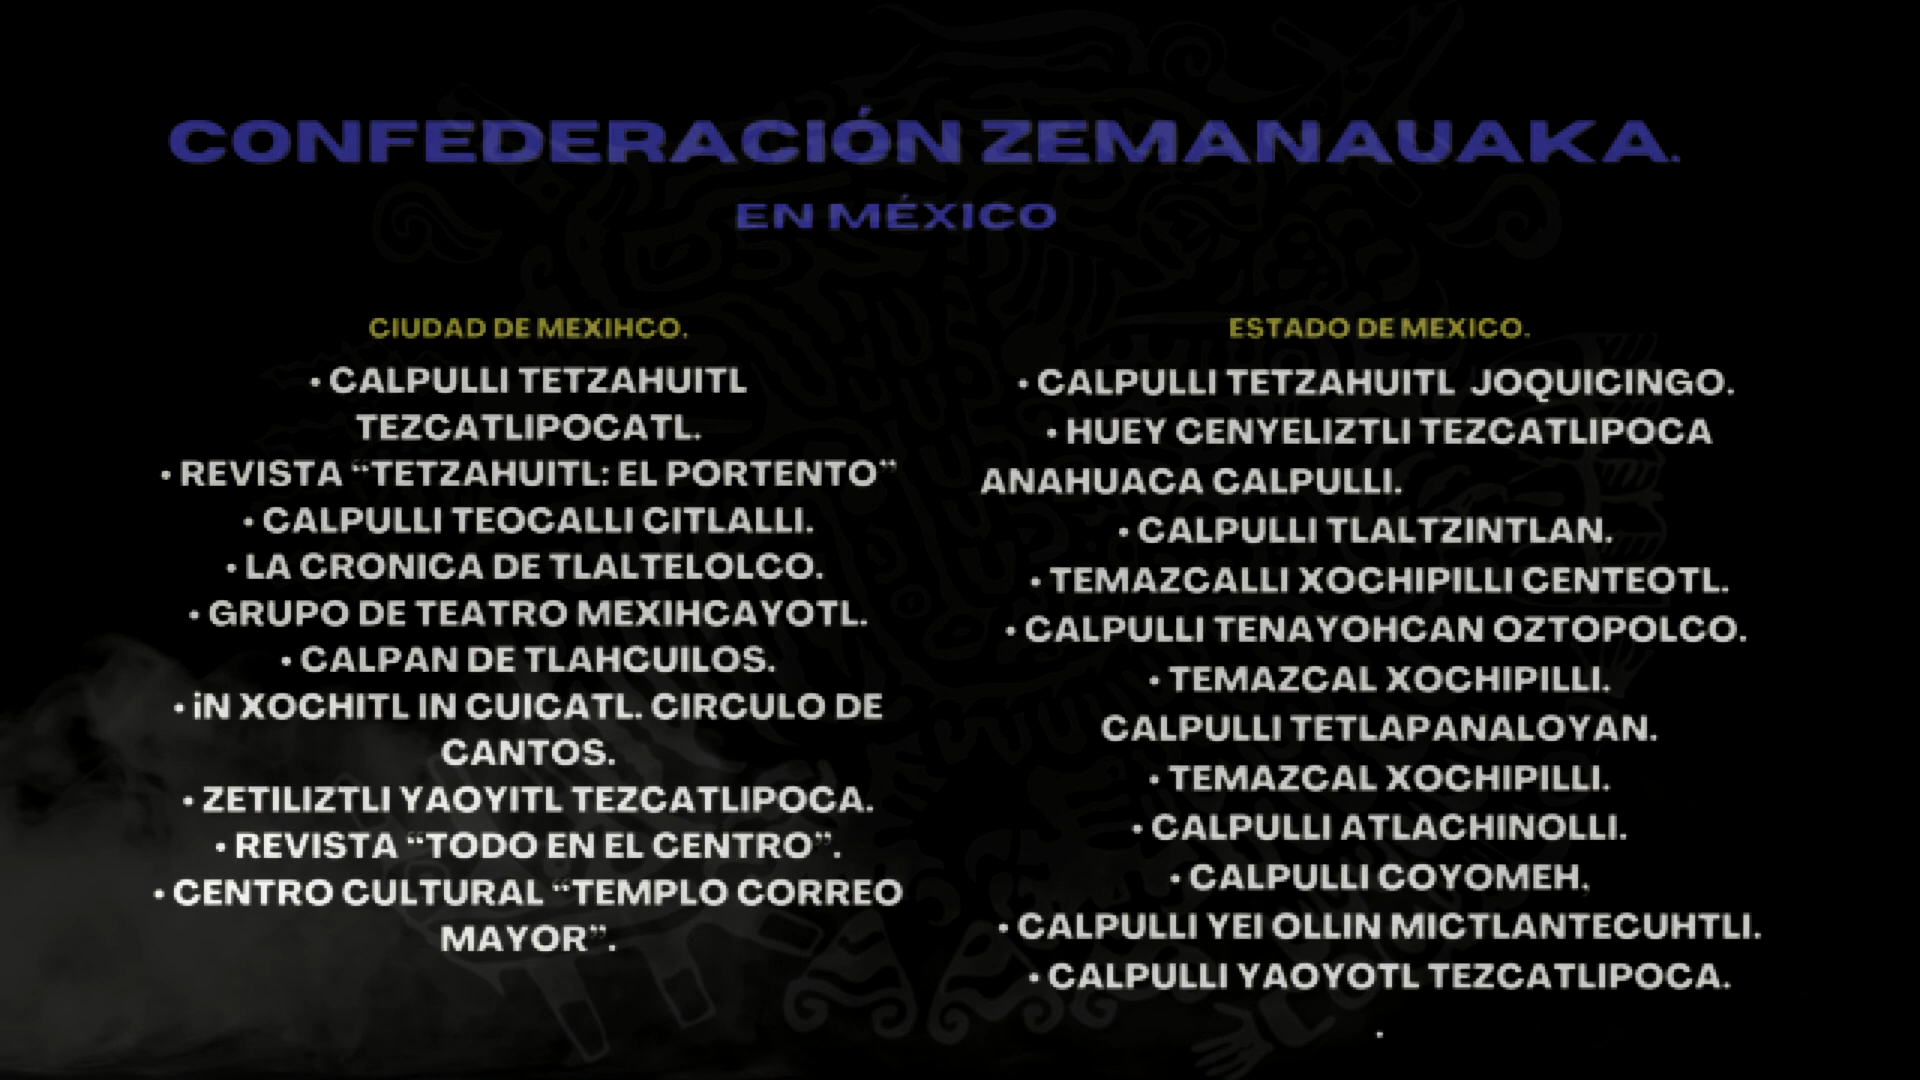 CONFEDERACIÓN ZEMANAUAKA.
EN MÉXICO
CIUDAD DE MEXIHCO.
• CALPULLI TETZAHUITL
TEZCATLIPOCATL.
• REVISTA “TETZAHUITL: EL PORTENTO”
• CALPULLI TEOCALLI CITLALLI.
• LA CRONICA DE TLALTELOLCO.
• GRUPO DE TEATRO MEXIHCAYOTL.
• CALPAN DE TLAHCUILOS.
• iN XOCHITL IN CUICATL. CIRCULO DE
CANTOS.
• ZETILIZTLI YAOYITL TEZCATLIPOCA.
• REVISTA “TODO EN EL CENTRO”.
• CENTRO CULTURAL “TEMPLO CORREO
MAYOR”.
ESTADO DE MEXICO.
• CALPULLI TETZAHUITL JOQUICINGO.
• HUEY CENYELIZTLI TEZCATLIPOCA
ANAHUACA CALPULLI.
• CALPULLI TLALTZINTLAN.
• TEMAZCALLI XOCHIPILLI CENTEOTL.
• CALPULLI TENAYOHCAN OZTOPOLCO.
• TEMAZCAL XOCHIPILLI.
CALPULLI TETLAPANALOYAN.
• TEMAZCAL XOCHIPILLI.
• CALPULLI ATLACHINOLLI.
• CALPULLI COYOMEH.
• CALPULLI YEI OLLIN MICTLANTECUHTLI.
• CALPULLI YAOYOTL TEZCATLIPOCA.
.